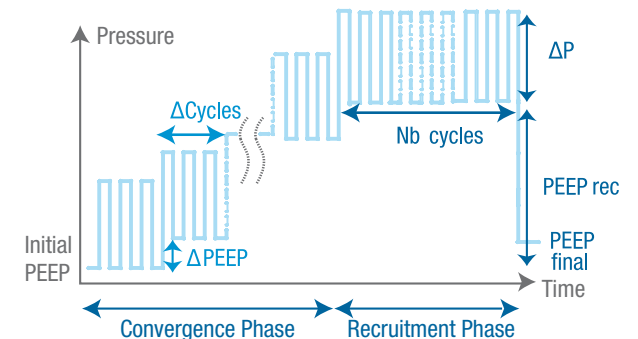 Pressure
ΔP
ΔCycles
Nb cycles
PEEP rec
Initial
PEEP
ΔPEEP
PEEP
final
Time
Convergence Phase
Recruitment Phase